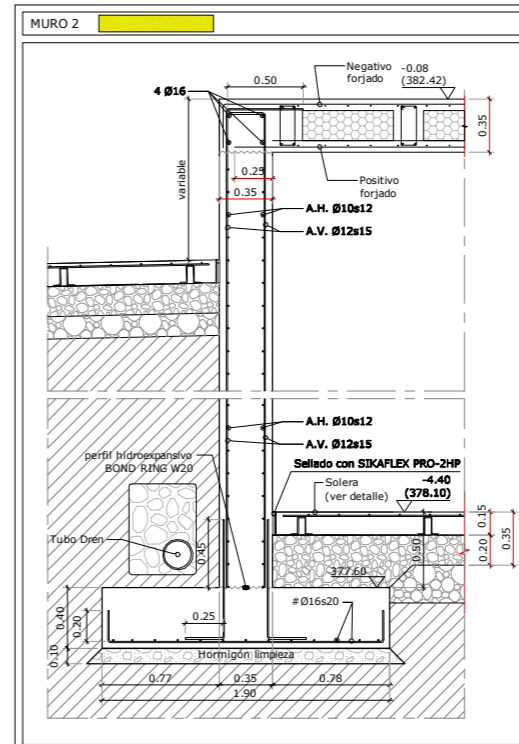 MURO 2
0.50
Negativo
forjado
-0.08
(382.42)
4 Ø16
0.35
variable
0.25
0.35
Positivo
forjado
A.H. Ø10s12
A.V. Ø12s15
A.H. Ø10s12
A.V. Ø12s15
perfil hidroexpansivo
BOND RING W20
Sellado con SIKAFLEX PRO-2HP
Solera
(ver detalle)
-4.40
(378.10)
0.15
Tubo Dren
0.45
0.50
0.20
0.35
377.60
0.40
0.20
0.25
#Ø16s20
0.10
Hormigón limpieza
0.77
0.35
0.78
1.90